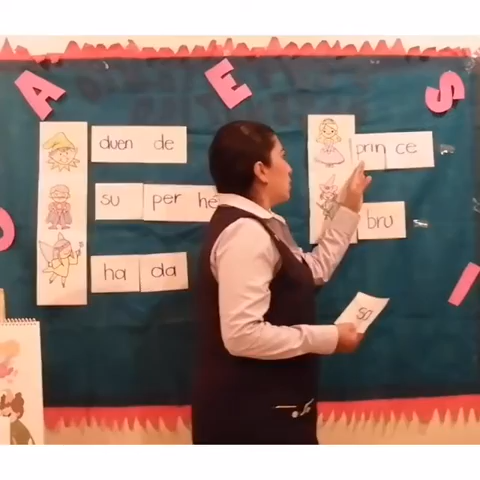 A E S
duen de
prin ce
su per hé
bru
ha da
so